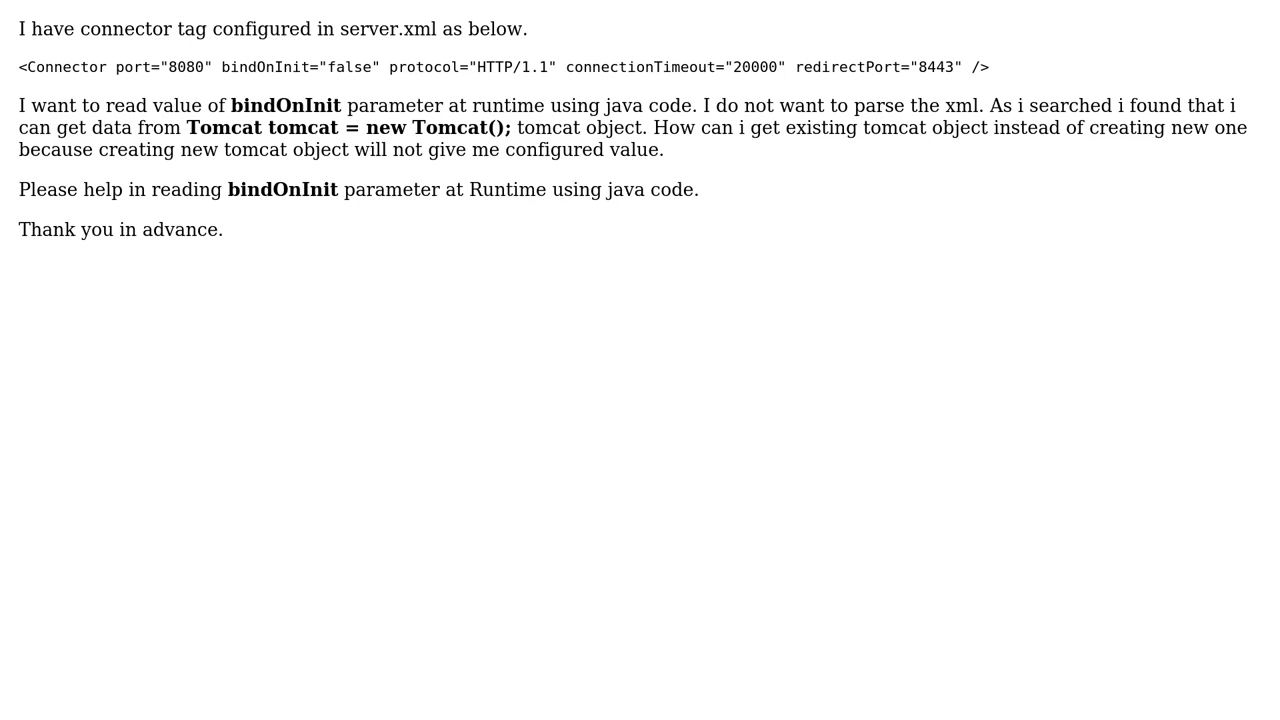 I have connector tag configured in server.xml as below.
<Connector port="8080" bindOnInit="false" protocol="HTTP/1.1" connectionTimeout="20000" redirectPort="8443" />
I want to read value of bindOnInit parameter at runtime using java code. I do not want to parse the xml. As i searched i found that i
can get data from Tomcat tomcat = new Tomcat(); tomcat object. How can i get existing tomcat object instead of creating new one
because creating new tomcat object will not give me configured value.
Please help in reading bindOnInit parameter at Runtime using java code.
Thank you in advance.